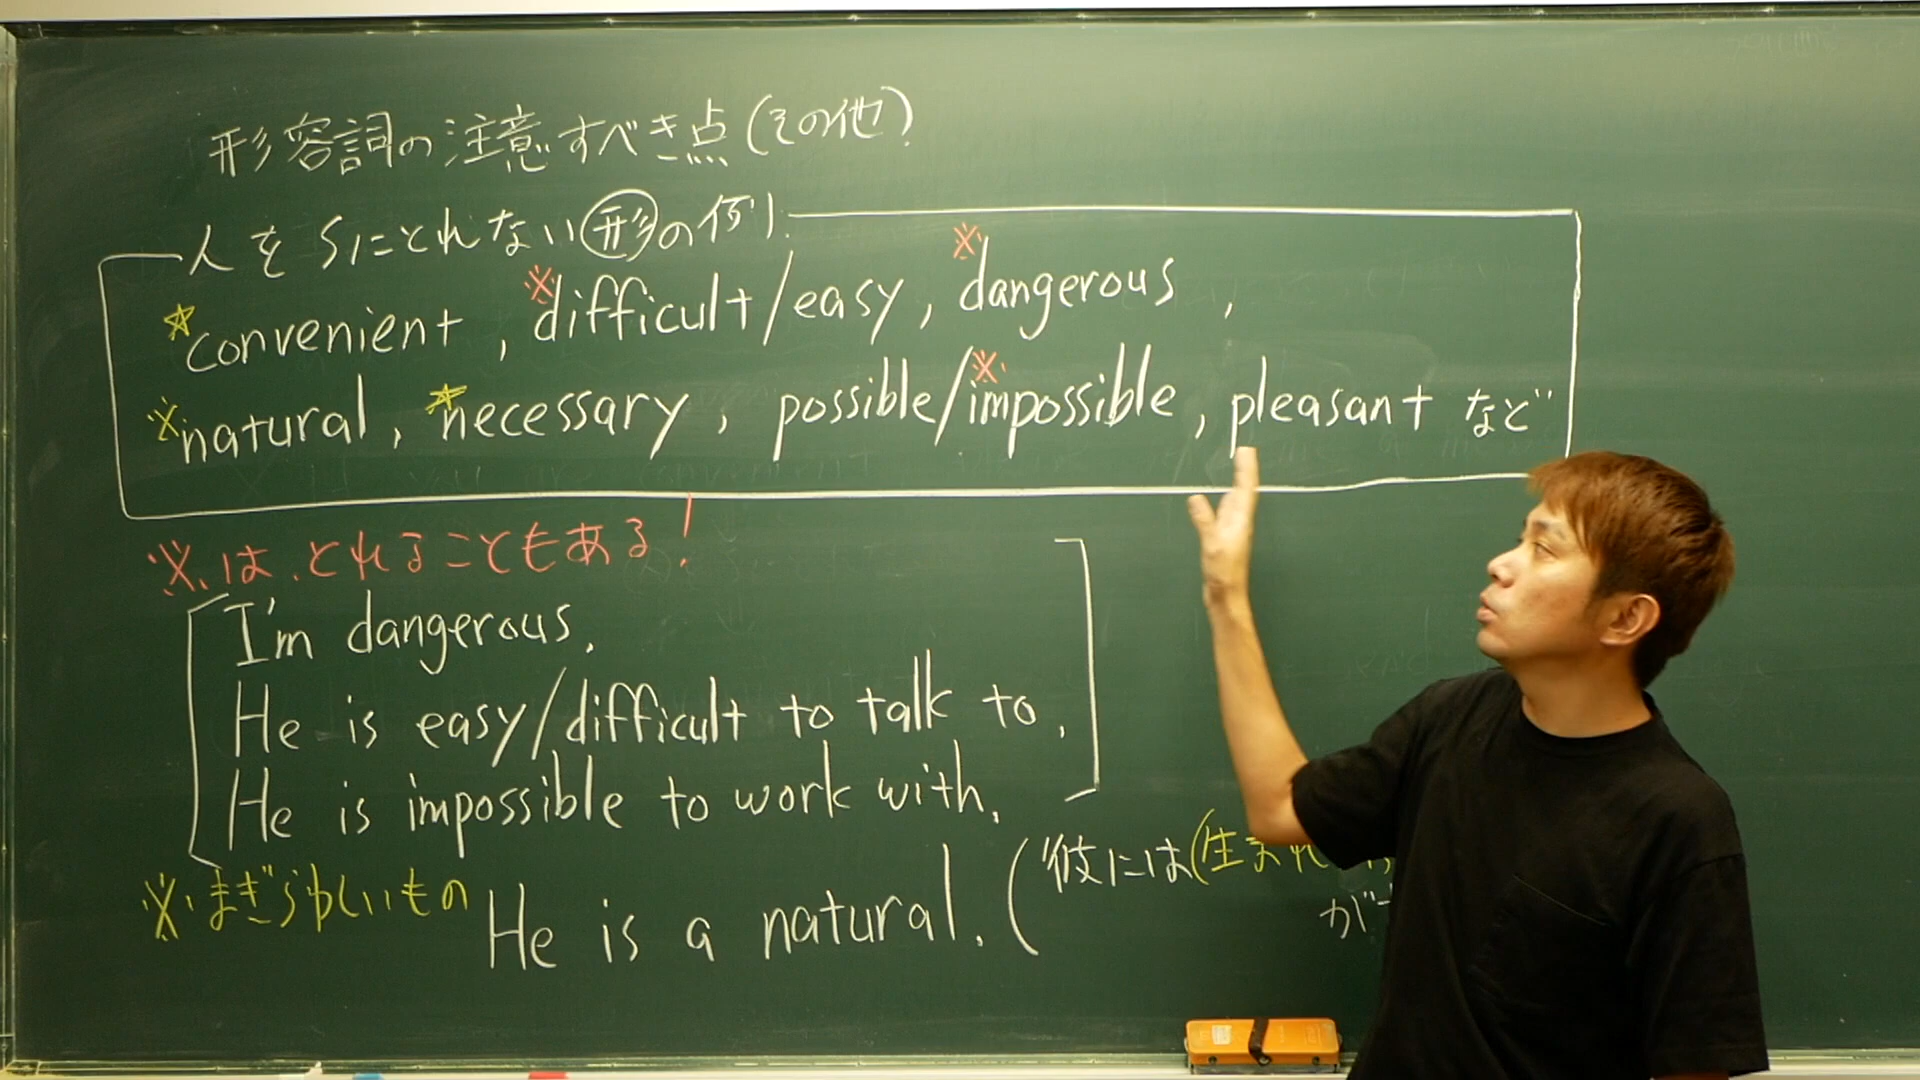 形容詞の注意すべき点(その他)
人をSにとれない形の例
☆convenient, ※difficult/easy, ※dangerous,
※natural, ☆necessary, possible/※impossible, pleasant など
※は、とれることもある!
I'm dangerous.
He is easy/difficult to talk to.
He is impossible to work with.
※まぎらわしいもの He is a natural. (彼には(生まれ
が